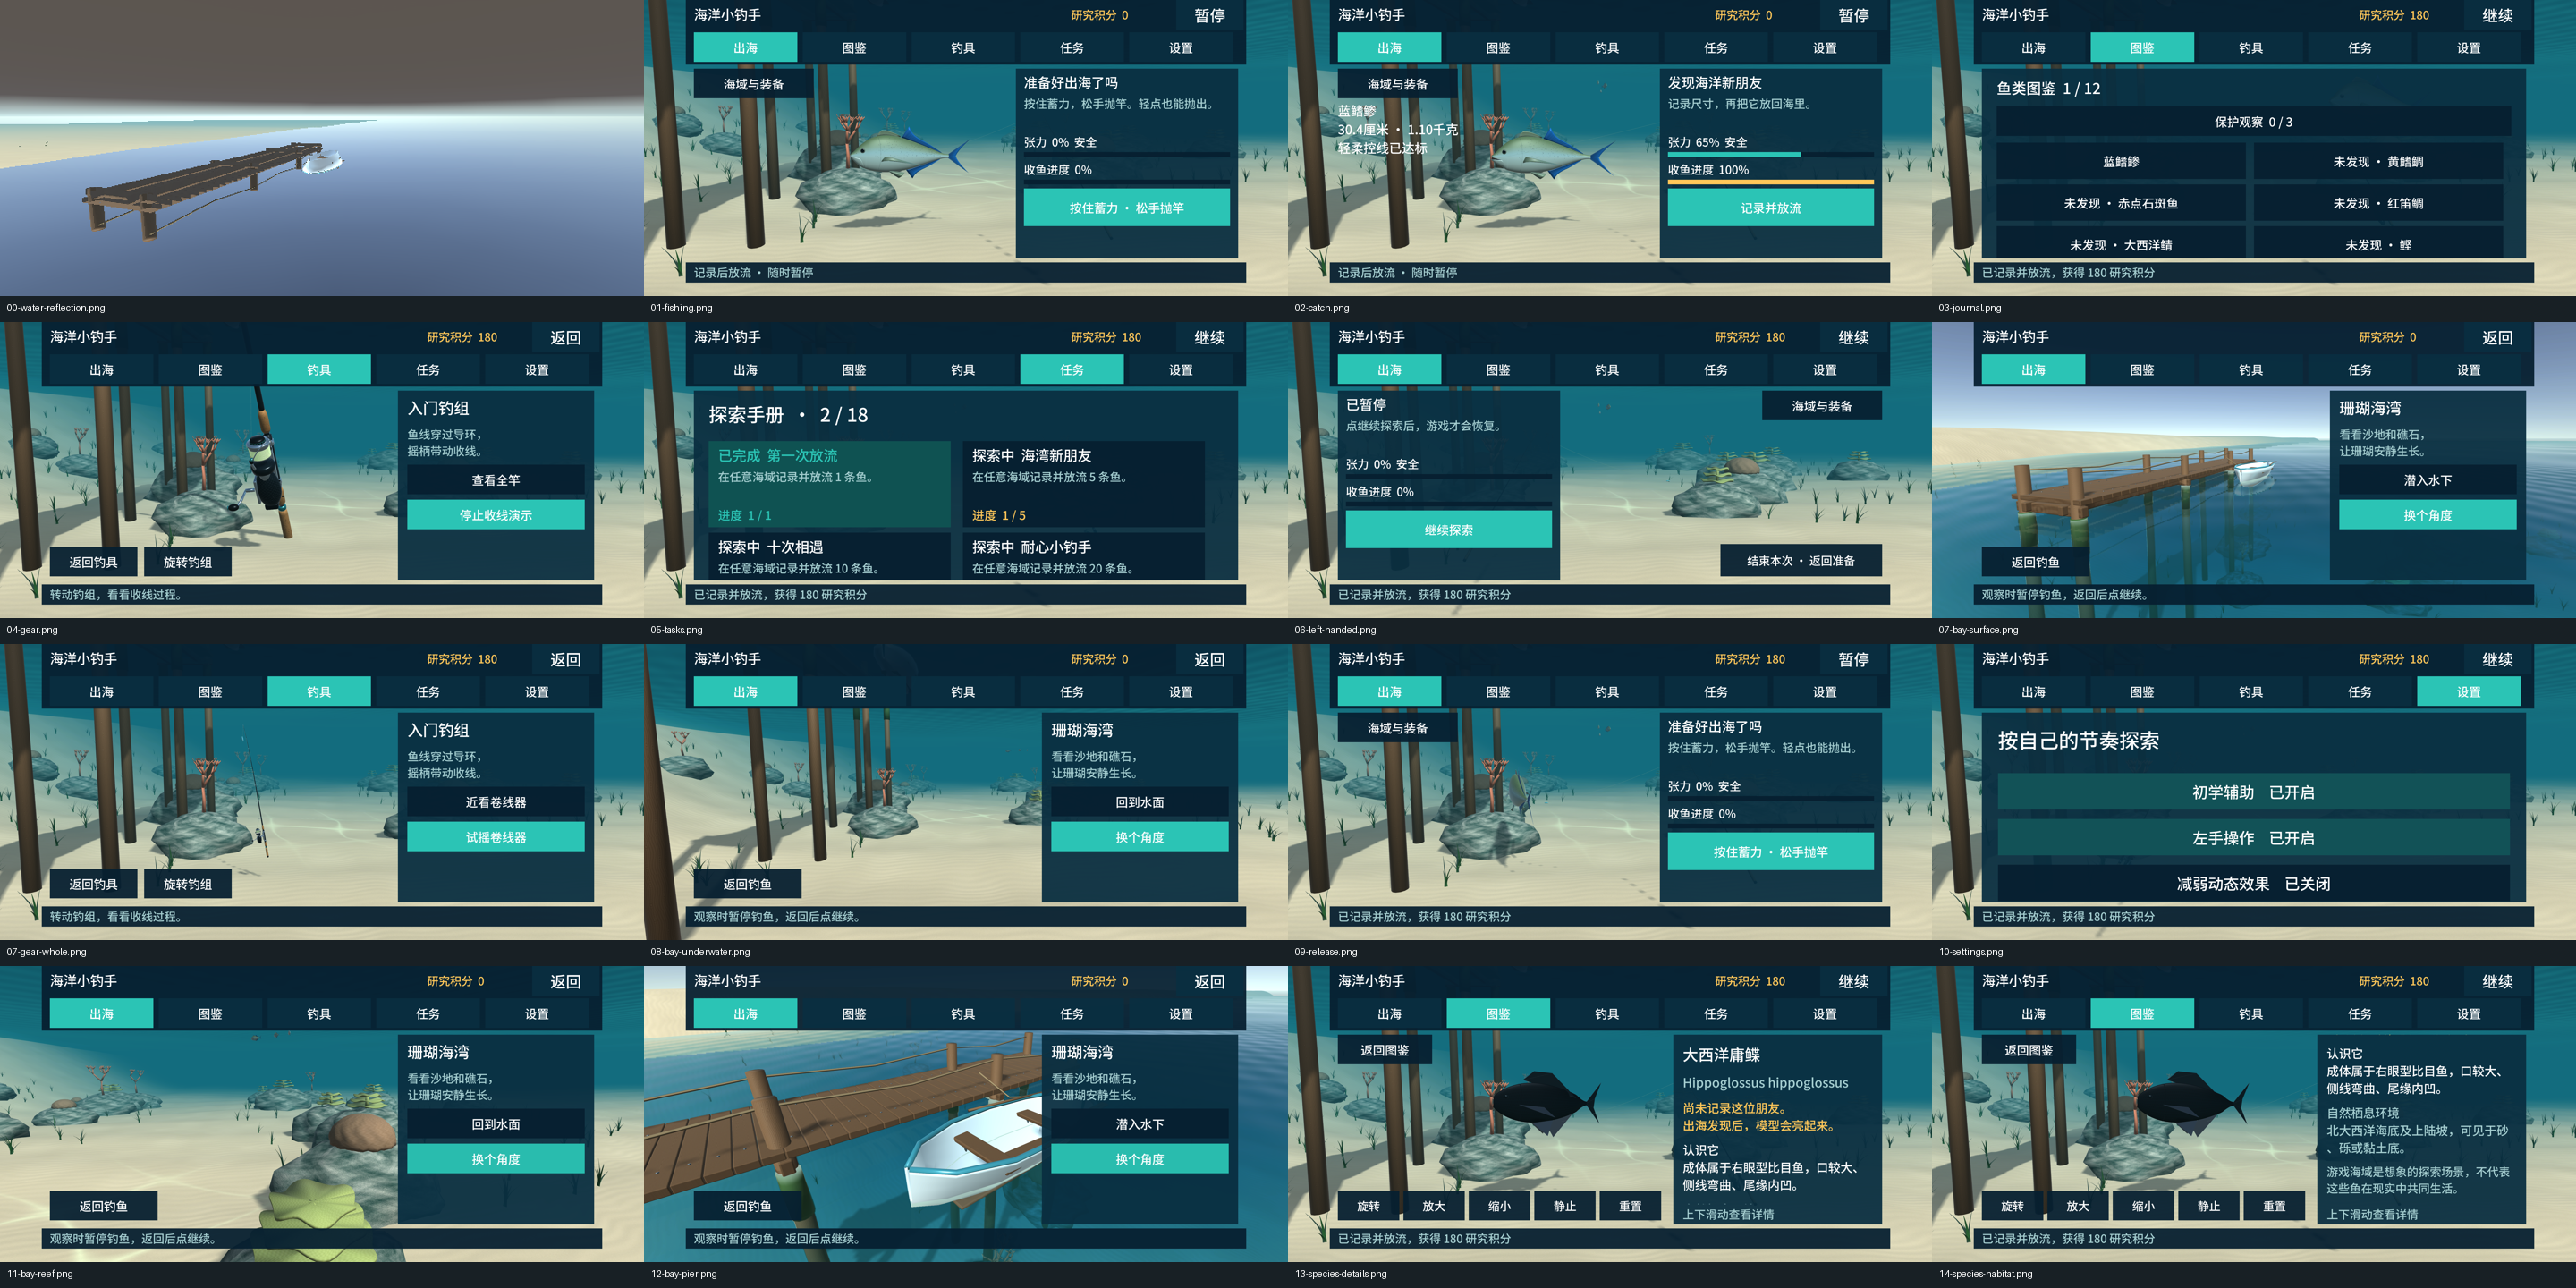 00-water-reflection.png
海洋小钓手
研究积分 0
暂停
出海
图鉴
钓具
任务
设置
海域与装备
准备好出海了吗
按住蓄力，松手抛竿。轻点也能抛出。
张力 0% 安全
收鱼进度 0%
按住蓄力 · 松手抛竿
记录后放流 · 随时暂停
01-fishing.png
海洋小钓手
研究积分 0
暂停
出海
图鉴
钓具
任务
设置
海域与装备
蓝鳍鲹
30.4厘米 · 1.10千克
轻柔控线已达标
发现海洋新朋友
记录尺寸，再把它放回海里。
张力 65% 安全
收鱼进度 100%
记录并放流
记录后放流 · 随时暂停
02-catch.png
海洋小钓手
研究积分 180
继续
出海
图鉴
钓具
任务
设置
鱼类图鉴 1 / 12
保护观察 0 / 3
蓝鳍鲹
未发现 · 黄鳍鲷
未发现 · 赤点石斑鱼
未发现 · 红笛鲷
未发现 · 大西洋鲭
未发现 · 鲣
已记录并放流，获得 180 研究积分
03-journal.png
海洋小钓手
研究积分 180
返回
出海
图鉴
钓具
任务
设置
入门钓组
鱼线穿过导环，
摇柄带动收线。
查看全竿
停止收线演示
返回钓具
旋转钓组
转动钓组，看看收线过程。
04-gear.png
海洋小钓手
研究积分 180
继续
出海
图鉴
钓具
任务
设置
探索手册 · 2 / 18
已完成 第一次放流
在任意海域记录并放流 1 条鱼。
进度 1 / 1
探索中 海湾新朋友
在任意海域记录并放流 5 条鱼。
进度 1 / 5
探索中 十次相遇
在任意海域记录并放流 10 条鱼。
探索中 耐心小钓手
在任意海域记录并放流 20 条鱼。
已记录并放流，获得 180 研究积分
05-tasks.png
海洋小钓手
研究积分 180
继续
出海
图鉴
钓具
任务
设置
已暂停
点继续探索后，游戏才会恢复。
张力 0% 安全
收鱼进度 0%
继续探索
海域与装备
结束本次 · 返回准备
已记录并放流，获得 180 研究积分
06-left-handed.png
海洋小钓手
研究积分 0
返回
出海
图鉴
钓具
任务
设置
珊瑚海湾
看看沙地和礁石，
让珊瑚安静生长。
潜入水下
换个角度
返回钓鱼
观察时暂停钓鱼，返回后点继续。
07-bay-surface.png
海洋小钓手
研究积分 180
返回
出海
图鉴
钓具
任务
设置
入门钓组
鱼线穿过导环，
摇柄带动收线。
近看卷线器
试摇卷线器
返回钓具
旋转钓组
转动钓组，看看收线过程。
07-gear-whole.png
海洋小钓手
研究积分 0
返回
出海
图鉴
钓具
任务
设置
珊瑚海湾
看看沙地和礁石，
让珊瑚安静生长。
回到水面
换个角度
返回钓鱼
观察时暂停钓鱼，返回后点继续。
08-bay-underwater.png
海洋小钓手
研究积分 180
暂停
出海
图鉴
钓具
任务
设置
海域与装备
准备好出海了吗
按住蓄力，松手抛竿。轻点也能抛出。
张力 0% 安全
收鱼进度 0%
按住蓄力 · 松手抛竿
已记录并放流，获得 180 研究积分
09-release.png
海洋小钓手
研究积分 180
继续
出海
图鉴
钓具
任务
设置
按自己的节奏探索
初学辅助 已开启
左手操作 已开启
减弱动态效果 已关闭
已记录并放流，获得 180 研究积分
10-settings.png
海洋小钓手
研究积分 0
返回
出海
图鉴
钓具
任务
设置
珊瑚海湾
看看沙地和礁石，
让珊瑚安静生长。
回到水面
换个角度
返回钓鱼
观察时暂停钓鱼，返回后点继续。
11-bay-reef.png
海洋小钓手
研究积分 0
返回
出海
图鉴
钓具
任务
设置
珊瑚海湾
看看沙地和礁石，
让珊瑚安静生长。
潜入水下
换个角度
返回钓鱼
观察时暂停钓鱼，返回后点继续。
12-bay-pier.png
海洋小钓手
研究积分 180
继续
出海
图鉴
钓具
任务
设置
返回图鉴
大西洋庸鲽
Hippoglossus hippoglossus
尚未记录这位朋友。
出海发现后，模型会亮起来。
认识它
成体属于右眼型比目鱼，口较大、
侧线弯曲、尾缘内凹。
上下滑动查看详情
旋转
放大
缩小
静止
重置
已记录并放流，获得 180 研究积分
13-species-details.png
海洋小钓手
研究积分 180
继续
出海
图鉴
钓具
任务
设置
返回图鉴
认识它
成体属于右眼型比目鱼，口较大、
侧线弯曲、尾缘内凹。
自然栖息环境
北大西洋海底及上陆坡，可见于砂
、砾或黏土底。
游戏海域是想象的探索场景，不代表
这些鱼在现实中共同生活。
上下滑动查看详情
旋转
放大
缩小
静止
重置
已记录并放流，获得 180 研究积分
14-species-habitat.png